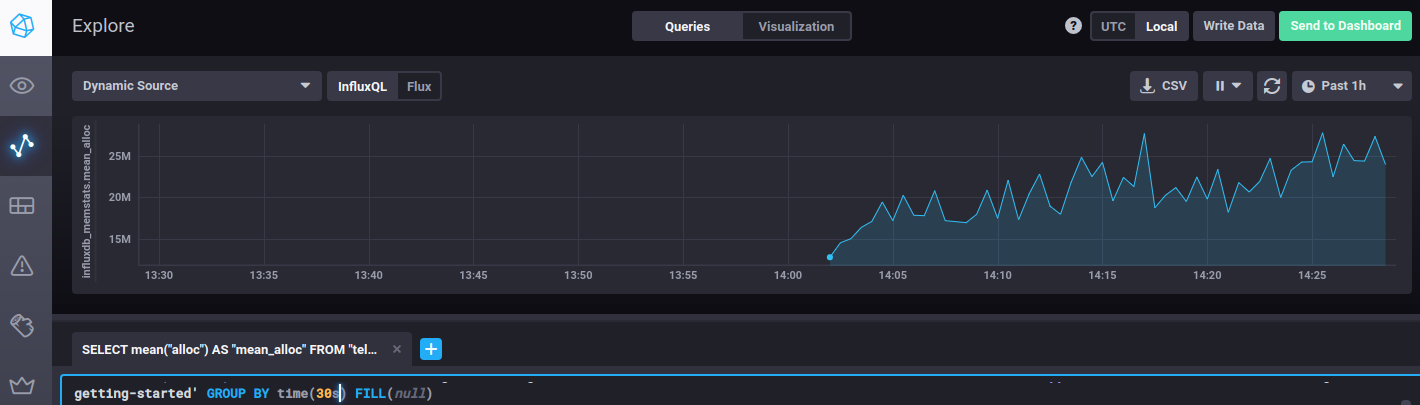 Explore
Queries
Visualization
?
UTC
Local
Write Data
Send to Dashboard
Dynamic Source
InfluxQL
Flux
CSV
Past 1h
influxdb_memstats.mean_alloc
25M
20M
15M
13:30
13:35
13:40
13:45
13:50
13:55
14:00
14:05
14:10
14:15
14:20
14:25
SELECT mean("alloc") AS "mean_alloc" FROM "tel...
getting-started' GROUP BY time(30s) FILL(null)